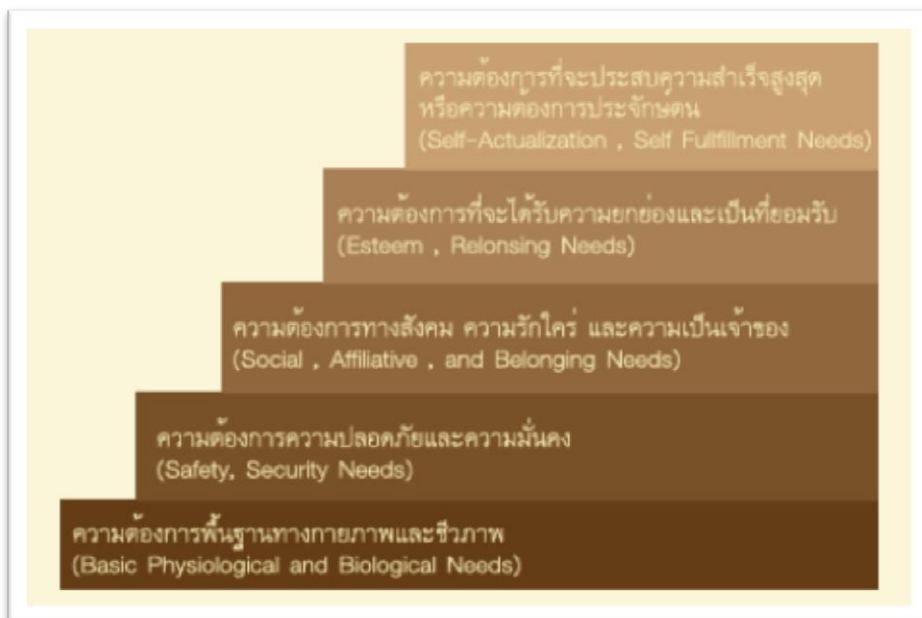 ความต้องการที่จะประสบความสำเร็จสูงสุด
หรือความต้องการประจักษ์ตน
(Self-Actualization , Self Fullfillment Needs)
ความต้องการที่จะได้รับความยกย่องและเป็นที่ยอมรับ
(Esteem , Relonsing Needs)
ความต้องการทางสังคม ความรักใคร่ และความเป็นเจ้าของ
(Social , Affiliative , and Belonging Needs)
ความต้องการความปลอดภัยและความมั่นคง
(Safety, Security Needs)
ความต้องการพื้นฐานทางกายภาพและชีวภาพ
(Basic Physiological and Biological Needs)